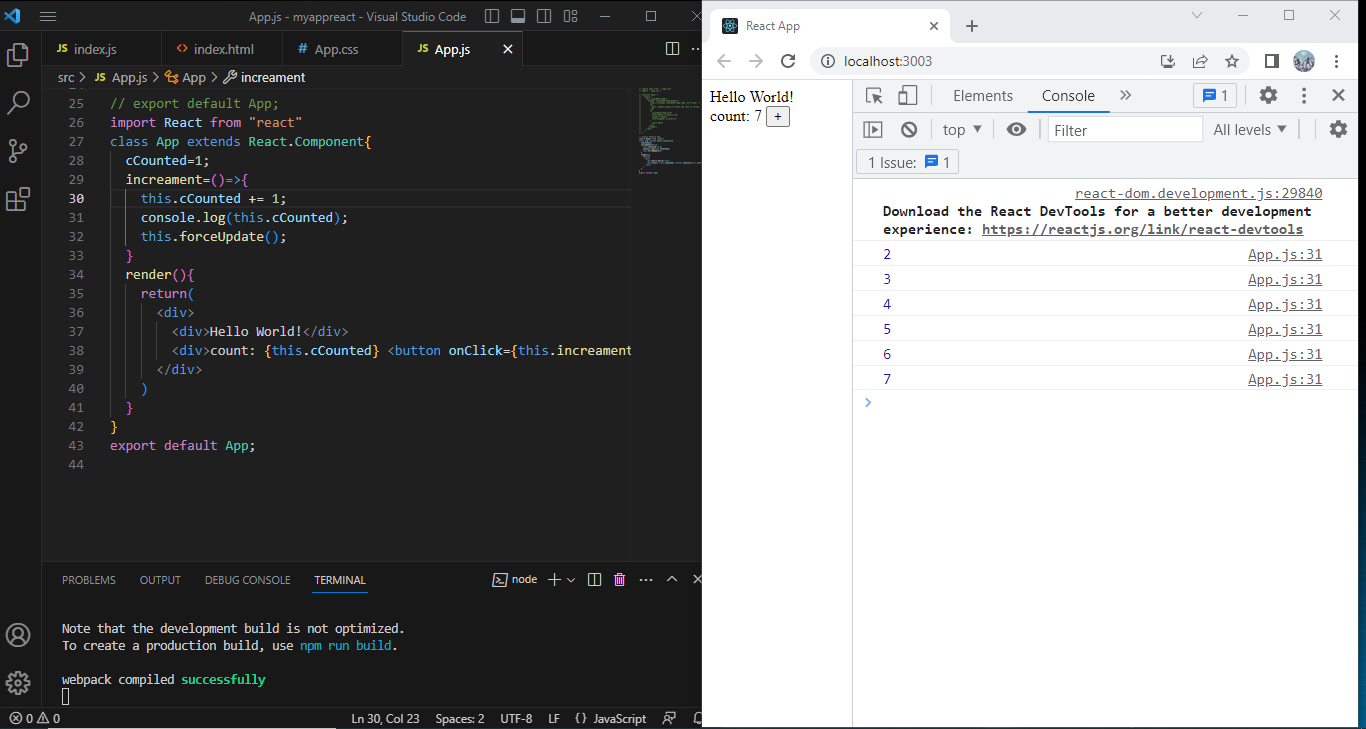 App.js - myappreact - Visual Studio Code
JS index.js
<> index.html
# App.css
JS App.js
src > JS App.js > App > increament
25 // export default App;
26 import React from "react"
27 class App extends React.Component{
28 cCounted=1;
29 increament=()=>{
30 this.cCounted += 1;
31 console.log(this.cCounted);
32 this.forceUpdate();
33 }
34 render(){
35 return(
36 <div>
37 <div>Hello World!</div>
38 <div>count: {this.cCounted} <button onClick={this.increament
39 </div>
40 )
41 }
42 }
43 export default App;
44
PROBLEMS OUTPUT DEBUG CONSOLE TERMINAL
node
Note that the development build is not optimized.
To create a production build, use npm run build.
webpack compiled successfully
0 0 Ln 30, Col 23 Spaces: 2 UTF-8 LF {} JavaScript
React App
localhost:3003
Hello World!
count: 7 +
Elements Console » 1
top Filter All levels
1 Issue: 1
react-dom.development.js:29840
Download the React DevTools for a better development
experience: https://reactjs.org/link/react-devtools
2 App.js:31
3 App.js:31
4 App.js:31
5 App.js:31
6 App.js:31
7 App.js:31